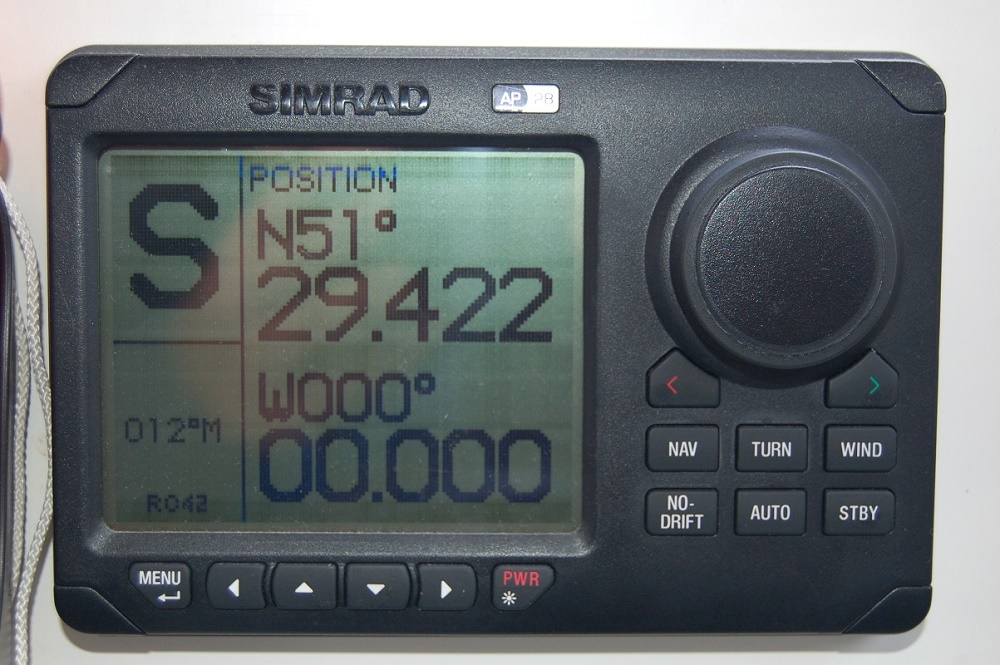 SIMRAD
AP 28
S
POSITION
N51°
29.422
W000°
00.000
012°M
R04
NAV
TURN
WIND
NO-
DRIFT
AUTO
STBY
MENU
PWR